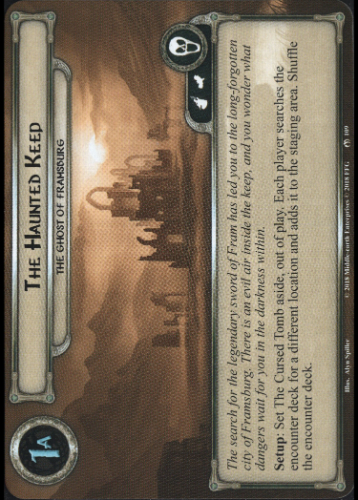 1A
The Haunted Keep
The Ghost of Framsburg
The search for the legendary sword of Fram has led you to the long-forgotten
city of Framsburg. There is an evil air inside the keep, and you wonder what
dangers wait for you in the darkness within.
Setup: Set The Cursed Tomb aside, out of play. Each player searches the
encounter deck for a different location and adds it to the staging area. Shuffle
the encounter deck.
Illus. Alyn Spiller © 2018 Middle-earth Enterprises © 2018 FFG 109